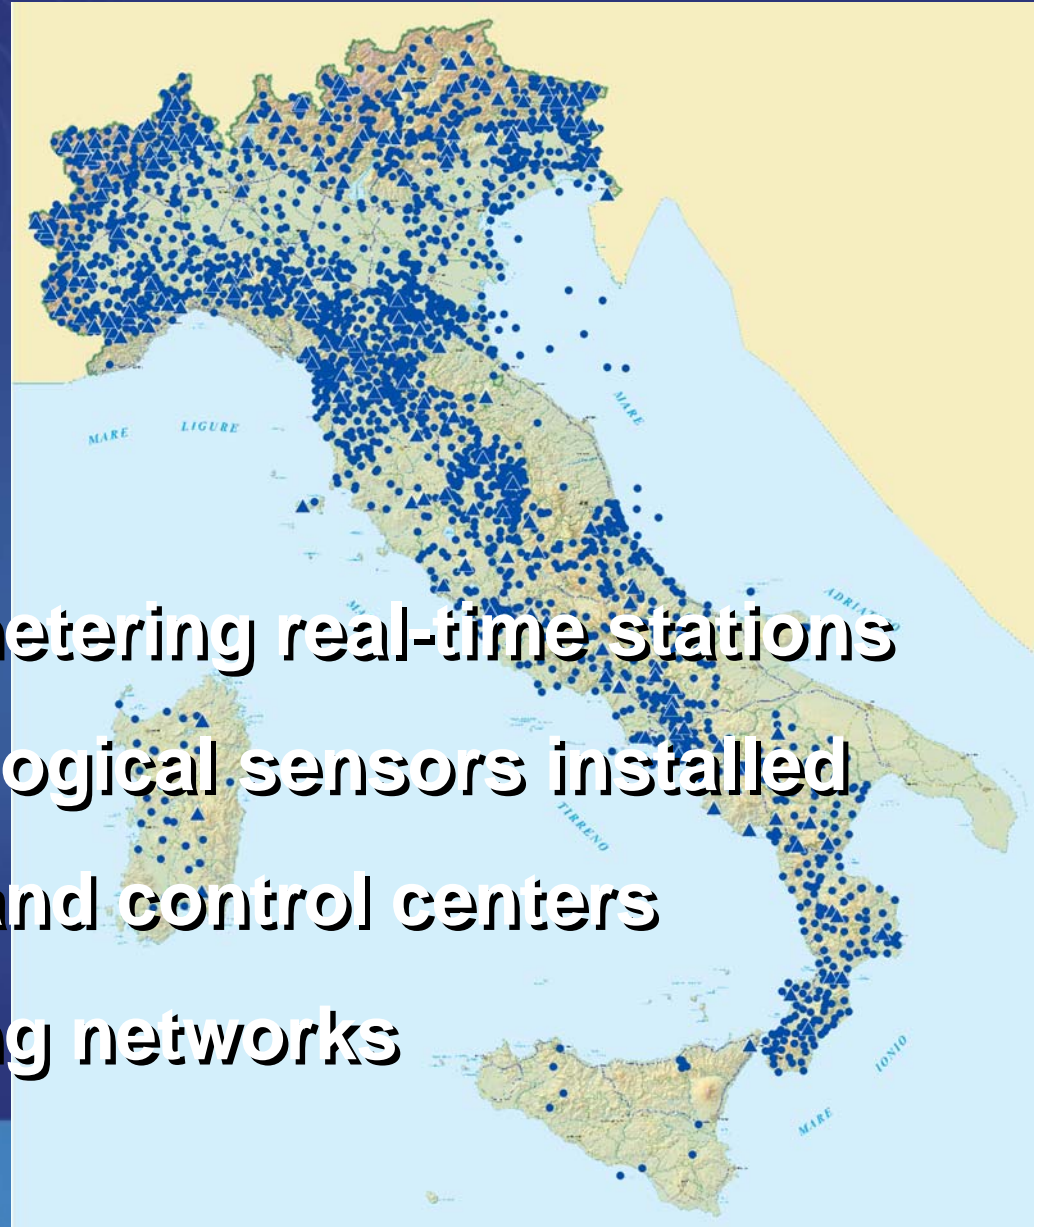 MARE
LIGURE
MARE
ADRIATICO
etering real-time stations
ogical sensors installed
TIRRENO
nd control centers
g networks
IONIO
MARE